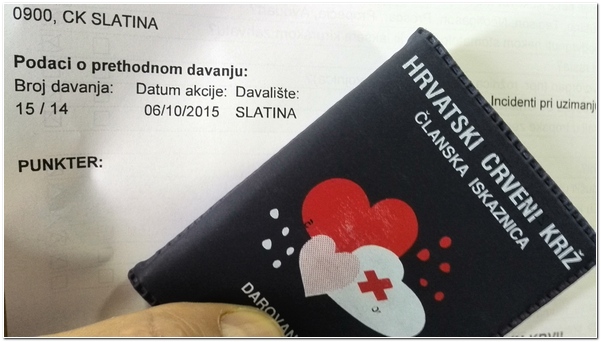 0900, CK SLATINA
Podaci o prethodnom davanju:
Broj davanja: Datum akcije: Davalište:
15 / 14 06/10/2015 SLATINA
PUNKTER:
Incidenti pri uzimanju
HRVATSKI CRVENI KRIŽ
ČLANSKA ISKAZNICA